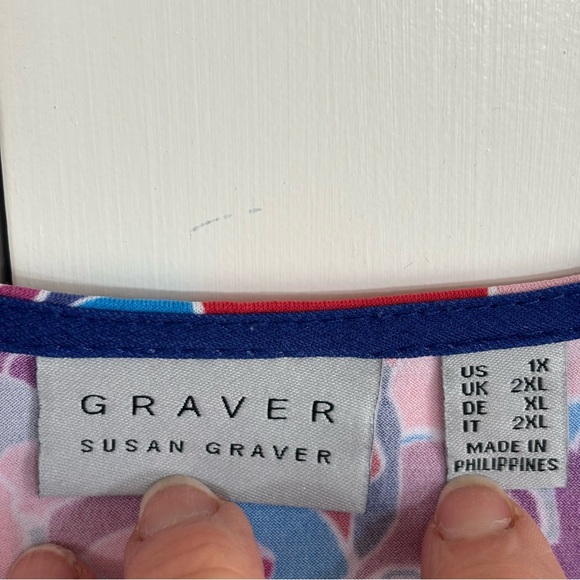 GRAVER
SUSAN GRAVER
US 1X
UK 2XL
DE XL
IT 2XL
MADE IN
PHILIPPINES